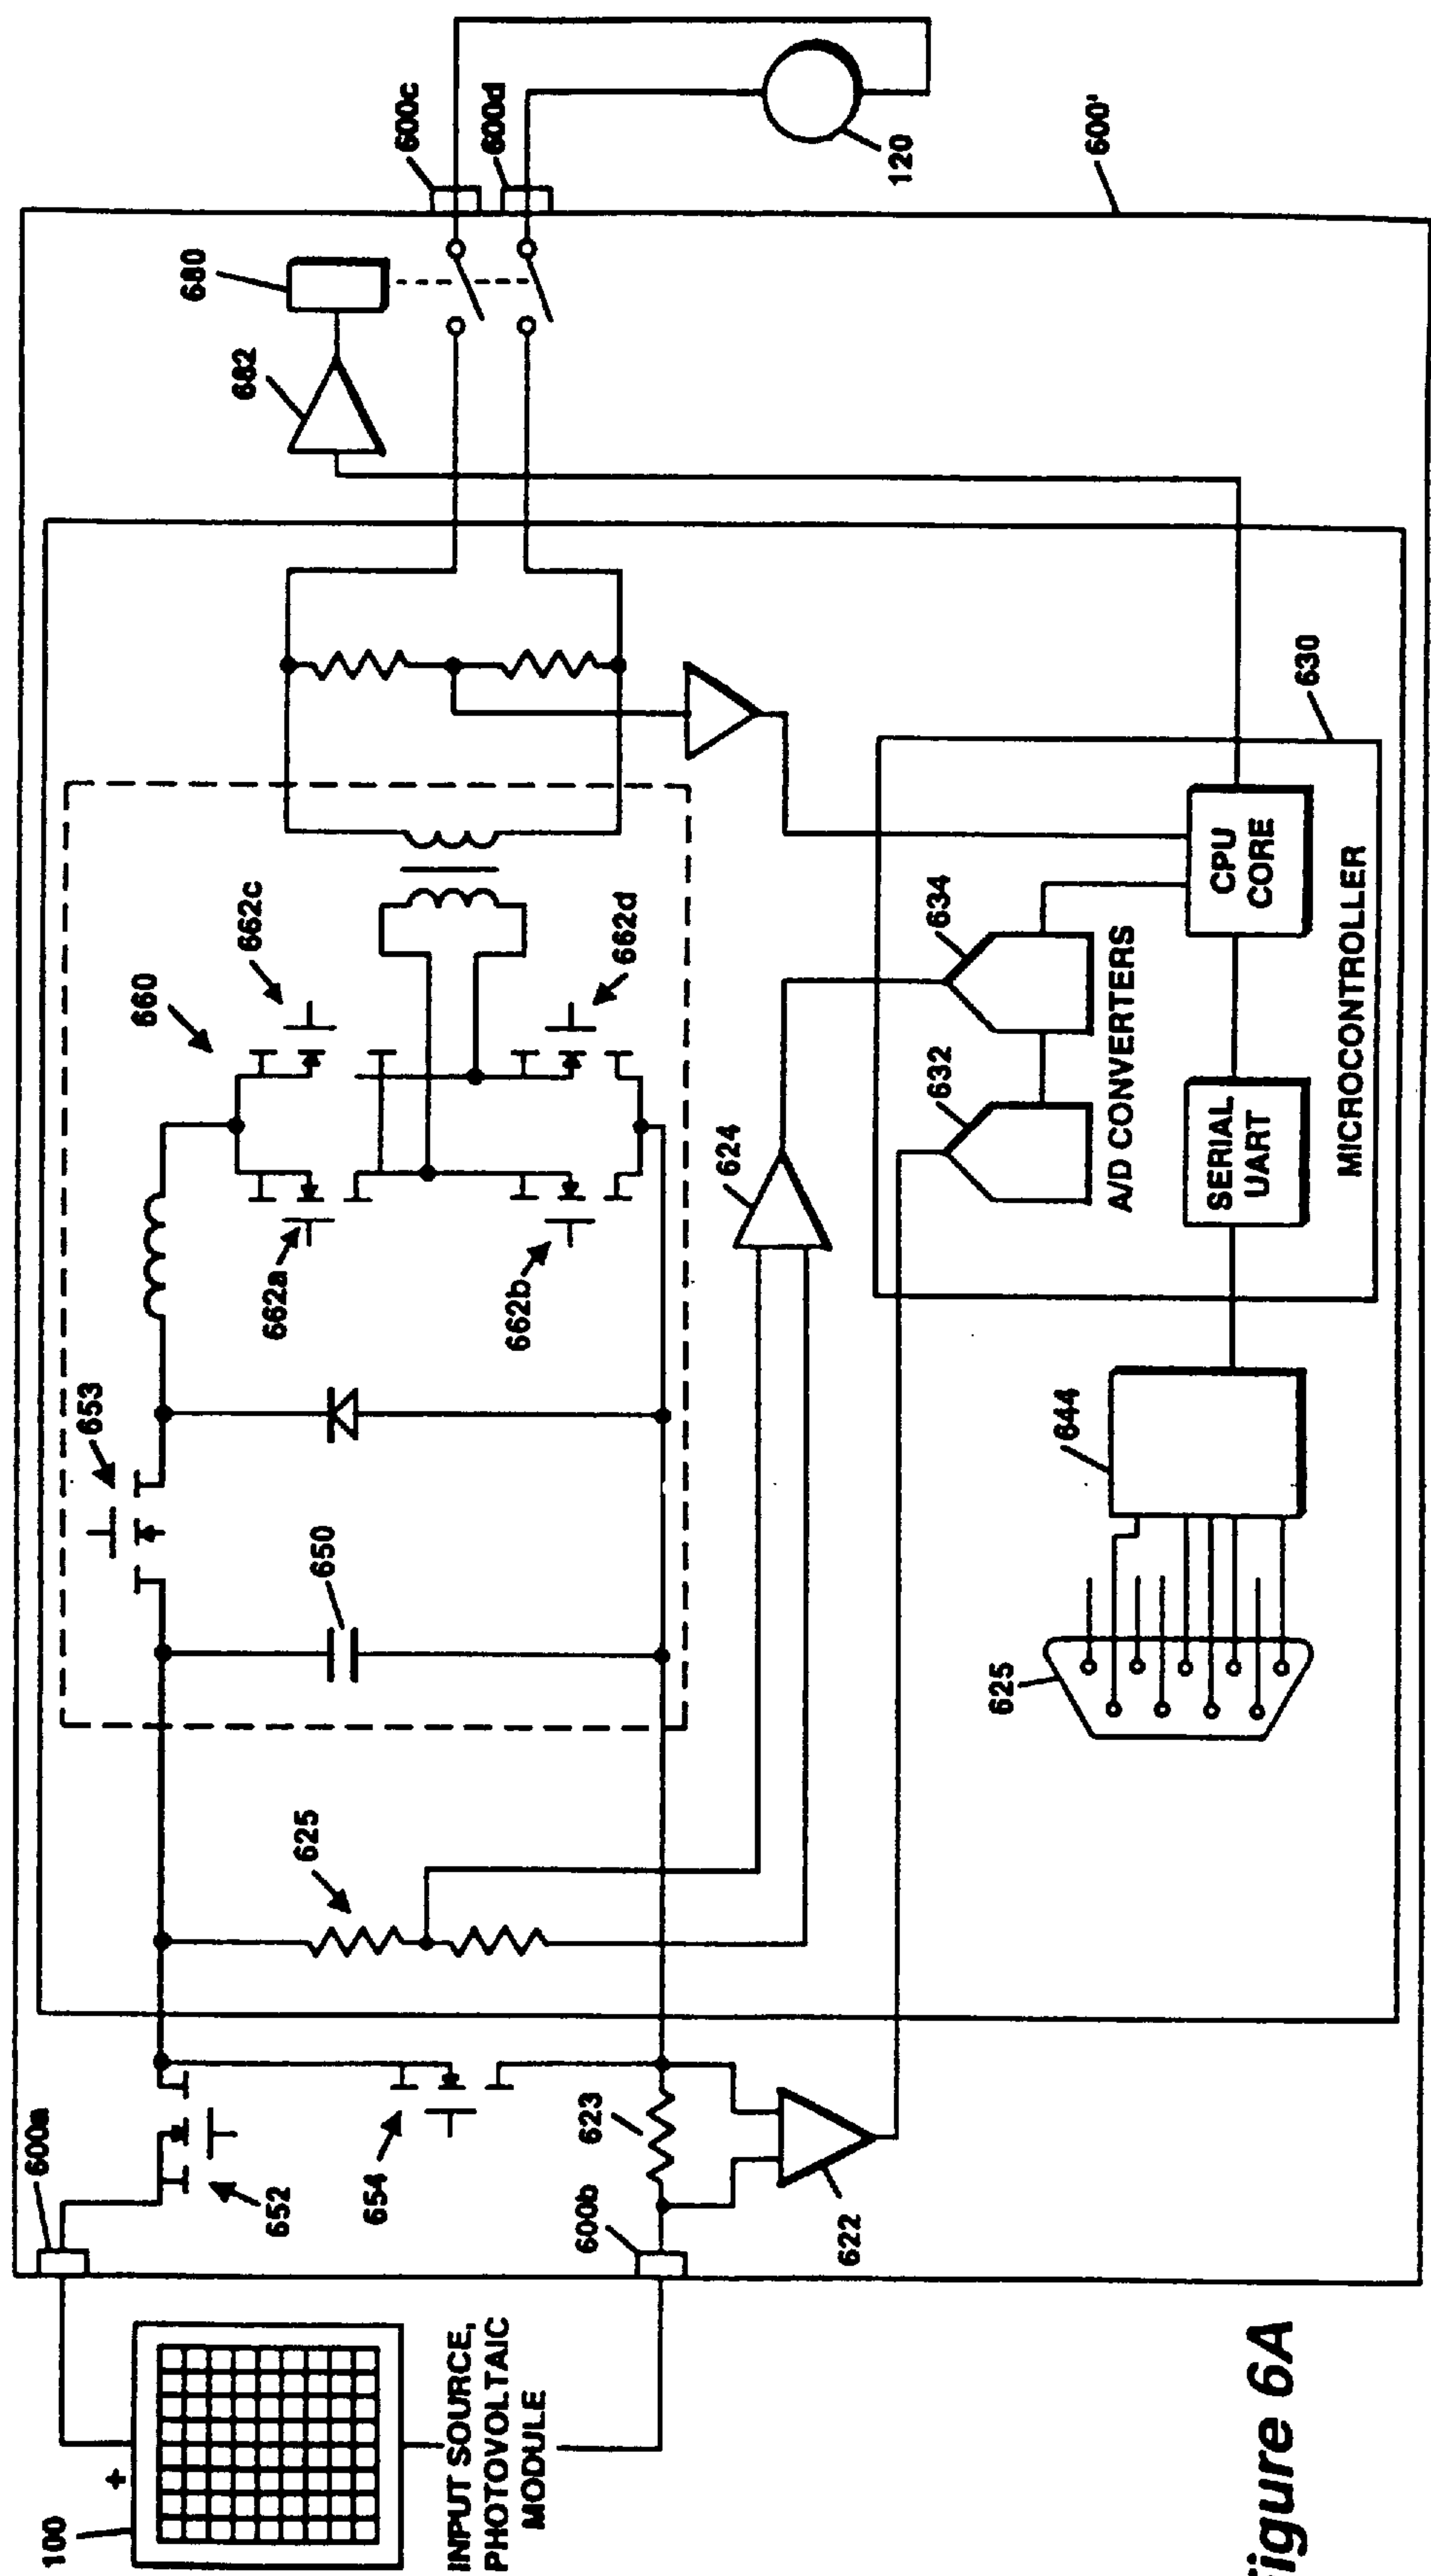 100
+
INPUT SOURCE,
PHOTOVOLTAIC
MODULE
600a
652
654
600b
623
622
625
650
653
660
662a
662c
662b
662d
624
682
680
600c
600d
120
600'
625
644
632
634
A/D CONVERTERS
SERIAL
UART
CPU
CORE
MICROCONTROLLER
630
igure 6A